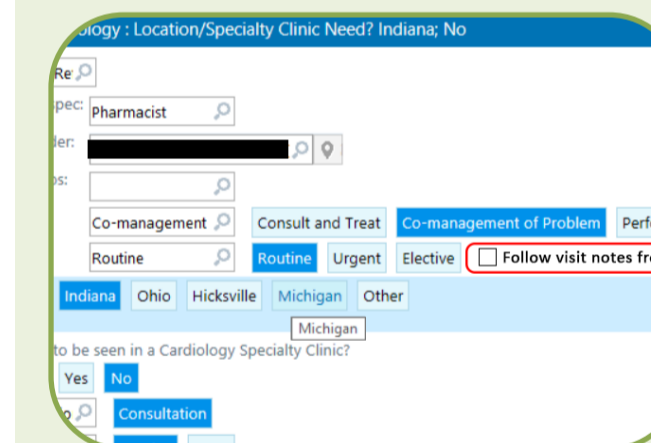 ology : Location/Specialty Clinic Need? Indiana; No
Re
pec: Pharmacist
er:
os:
Co-management Consult and Treat Co-management of Problem Perf
Routine Routine Urgent Elective Follow visit notes fr
Indiana Ohio Hicksville Michigan Other
Michigan
to be seen in a Cardiology Specialty Clinic?
Yes No
o Consultation